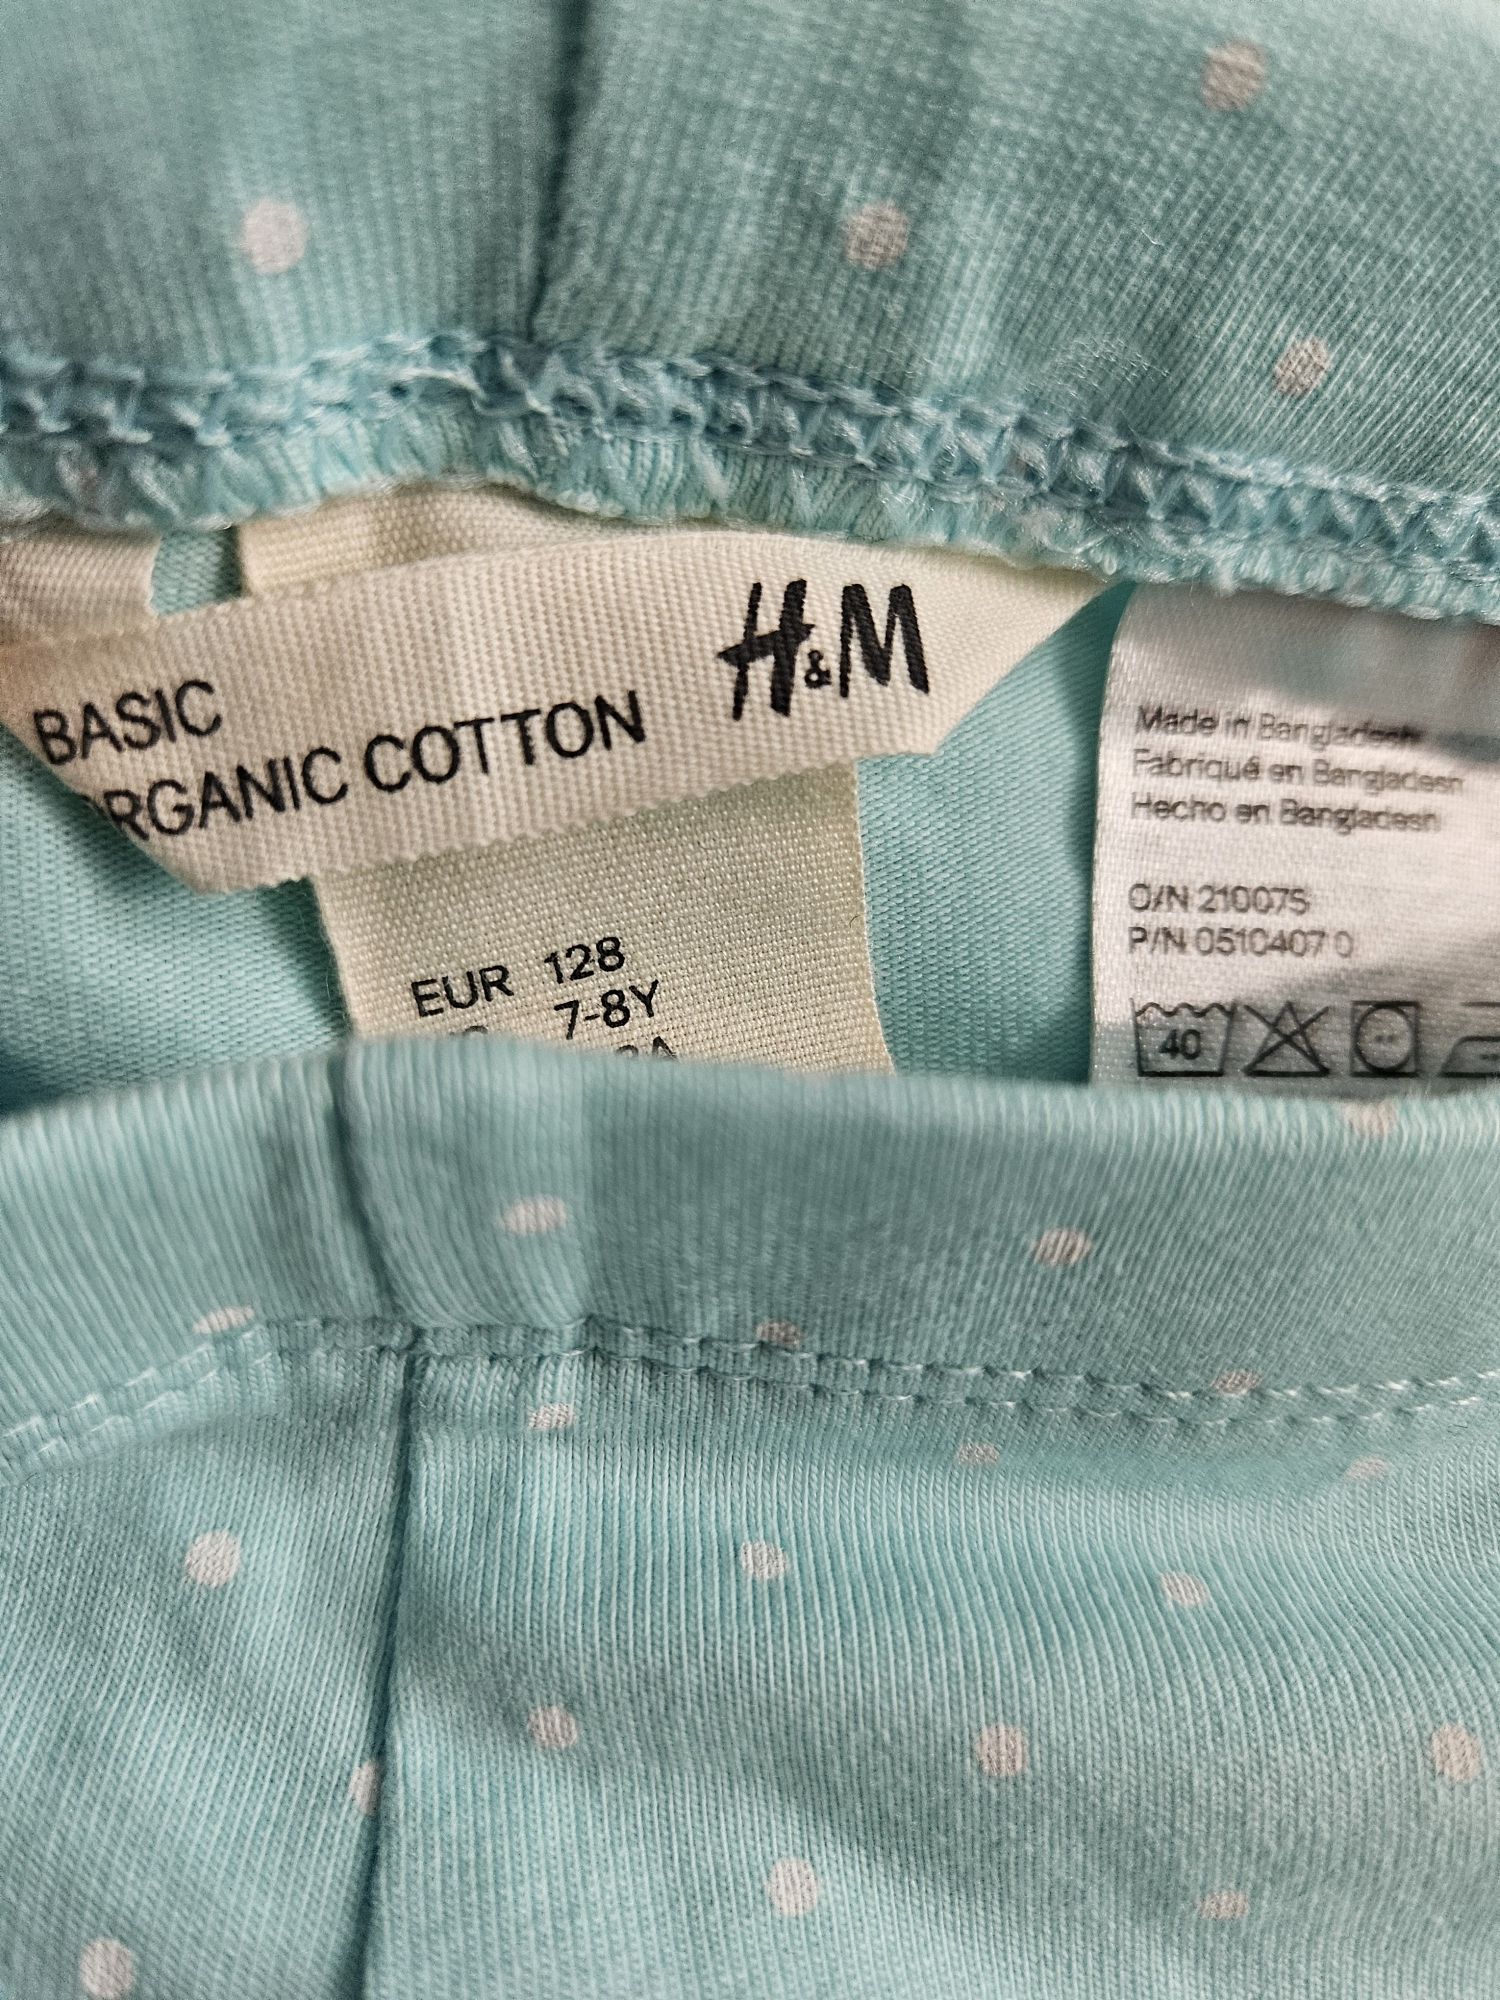 H&M
BASIC
ORGANIC COTTON
EUR 128
7-8Y
Made in Bangladesh
Fabriqué en Bangladesh
Hecho en Bangladesh
O/N 210075
P/N 0510407 0
40